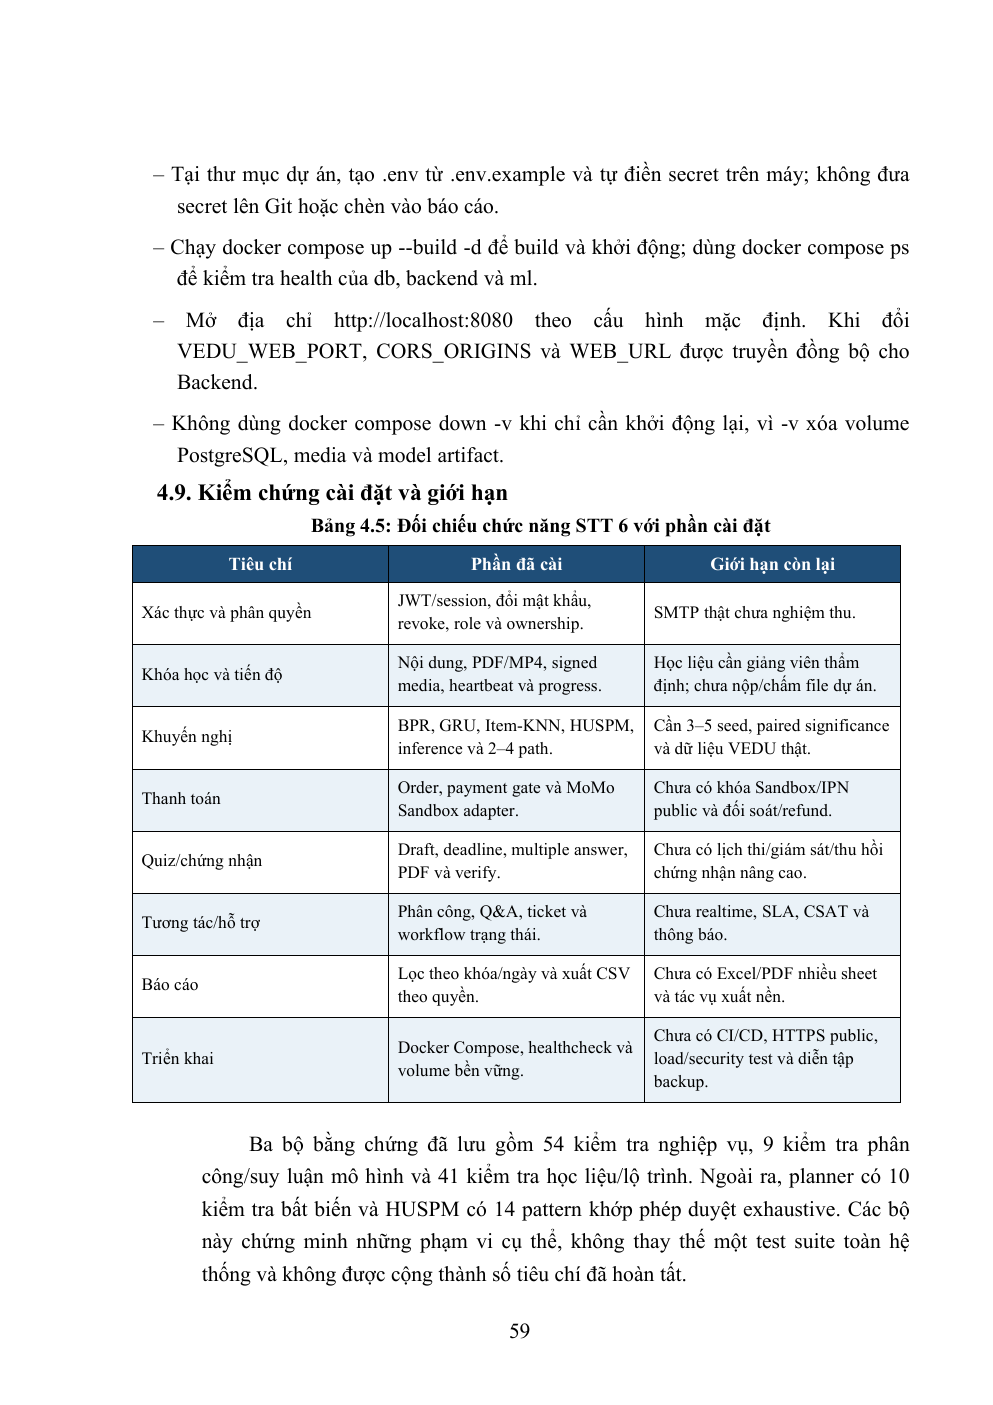 – Tại thư mục dự án, tạo .env từ .env.example và tự điền secret trên máy; không đưa
secret lên Git hoặc chèn vào báo cáo.
– Chạy docker compose up --build -d để build và khởi động; dùng docker compose ps
để kiểm tra health của db, backend và ml.
– Mở địa chỉ http://localhost:8080 theo cấu hình mặc định. Khi đổi
VEDU_WEB_PORT, CORS_ORIGINS và WEB_URL được truyền đồng bộ cho
Backend.
– Không dùng docker compose down -v khi chỉ cần khởi động lại, vì -v xóa volume
PostgreSQL, media và model artifact.
4.9. Kiểm chứng cài đặt và giới hạn
Bảng 4.5: Đối chiếu chức năng STT 6 với phần cài đặt
Tiêu chí
Phần đã cài
Giới hạn còn lại
Xác thực và phân quyền
JWT/session, đổi mật khẩu,
revoke, role và ownership.
SMTP thật chưa nghiệm thu.
Khóa học và tiến độ
Nội dung, PDF/MP4, signed
media, heartbeat và progress.
Học liệu cần giảng viên thẩm
định; chưa nộp/chấm file dự án.
Khuyến nghị
BPR, GRU, Item-KNN, HUSPM,
inference và 2–4 path.
Cần 3–5 seed, paired significance
và dữ liệu VEDU thật.
Thanh toán
Order, payment gate và MoMo
Sandbox adapter.
Chưa có khóa Sandbox/IPN
public và đối soát/refund.
Quiz/chứng nhận
Draft, deadline, multiple answer,
PDF và verify.
Chưa có lịch thi/giám sát/thu hồi
chứng nhận nâng cao.
Tương tác/hỗ trợ
Phân công, Q&A, ticket và
workflow trạng thái.
Chưa realtime, SLA, CSAT và
thông báo.
Báo cáo
Lọc theo khóa/ngày và xuất CSV
theo quyền.
Chưa có Excel/PDF nhiều sheet
và tác vụ xuất nền.
Triển khai
Docker Compose, healthcheck và
volume bền vững.
Chưa có CI/CD, HTTPS public,
load/security test và diễn tập
backup.
Ba bộ bằng chứng đã lưu gồm 54 kiểm tra nghiệp vụ, 9 kiểm tra phân
công/suy luận mô hình và 41 kiểm tra học liệu/lộ trình. Ngoài ra, planner có 10
kiểm tra bất biến và HUSPM có 14 pattern khớp phép duyệt exhaustive. Các bộ
này chứng minh những phạm vi cụ thể, không thay thế một test suite toàn hệ
thống và không được cộng thành số tiêu chí đã hoàn tất.
59